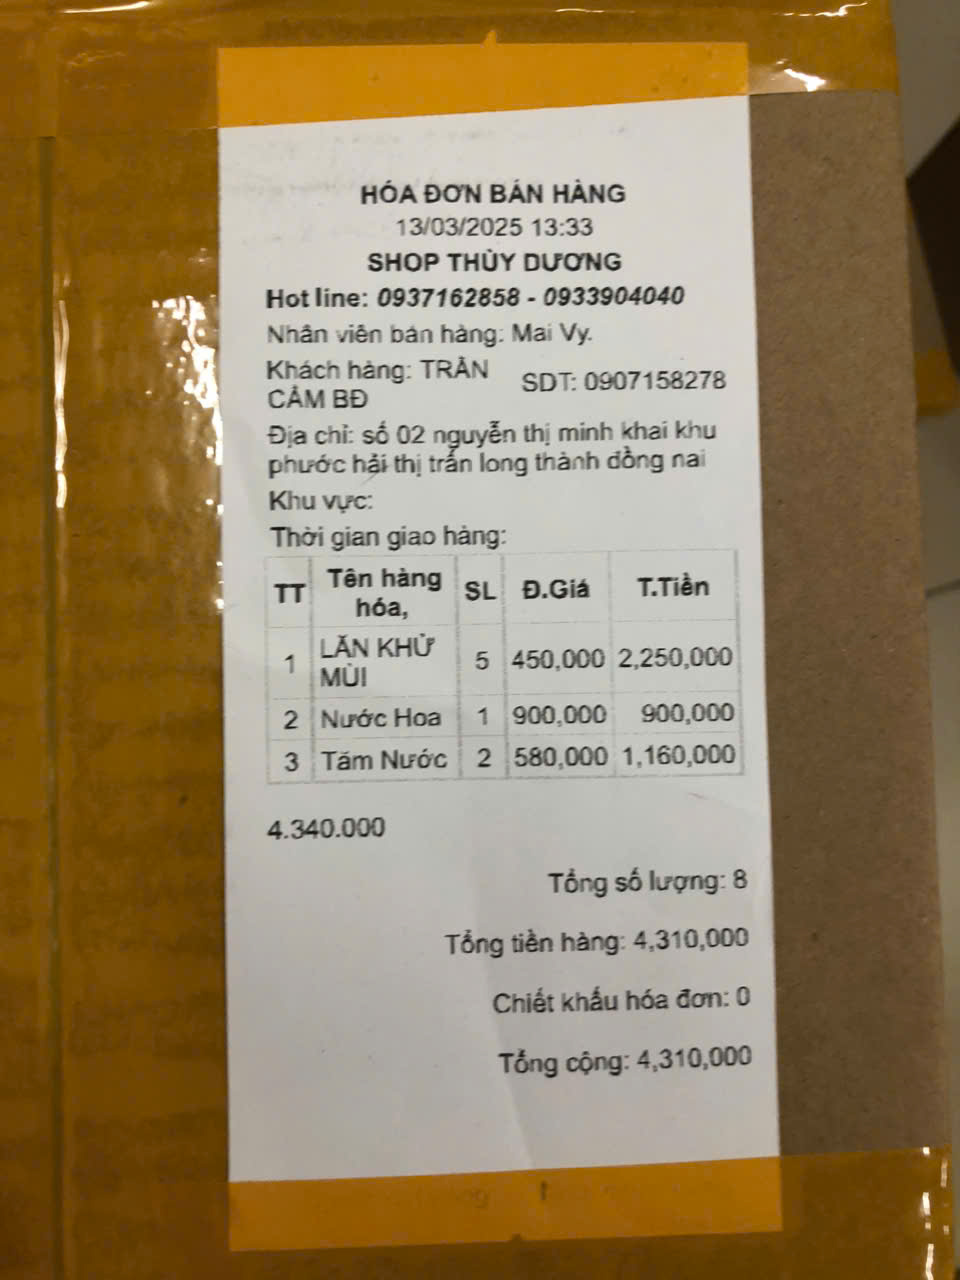 HÓA ĐƠN BÁN HÀNG
13/03/2025 13:33
SHOP THÙY DƯƠNG
Hot line: 0937162858 - 0933904040
Nhân viên bán hàng: Mai Vy.
Khách hàng: TRÂN CẦM BĐ SDT: 0907158278
Địa chỉ: số 02 nguyễn thị minh khai khu
phước hải thị trấn long thành đồng nai
Khu vực:
Thời gian giao hàng:
TT Tên hàng hóa, SL Đ.Giá T.Tiền
1 LĂN KHỬ MÙI 5 450,000 2,250,000
2 Nước Hoa 1 900,000 900,000
3 Tăm Nước 2 580,000 1,160,000
4.340.000
Tổng số lượng: 8
Tổng tiền hàng: 4,310,000
Chiết khấu hóa đơn: 0
Tổng cộng: 4,310,000